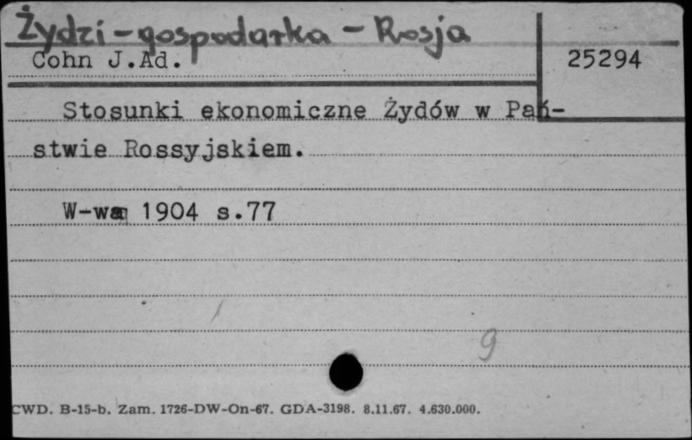 Żydzi - gospodarka - Rosja
Cohn J.Ad.
25294
Stosunki ekonomiczne Żydów w Pań-
stwie Rossyjskiem.
W-wa 1904 s.77
9
CWD. B-15-b. Zam. 1726-DW-On-67. GDA-3198. 8.11.67. 4.630.000.